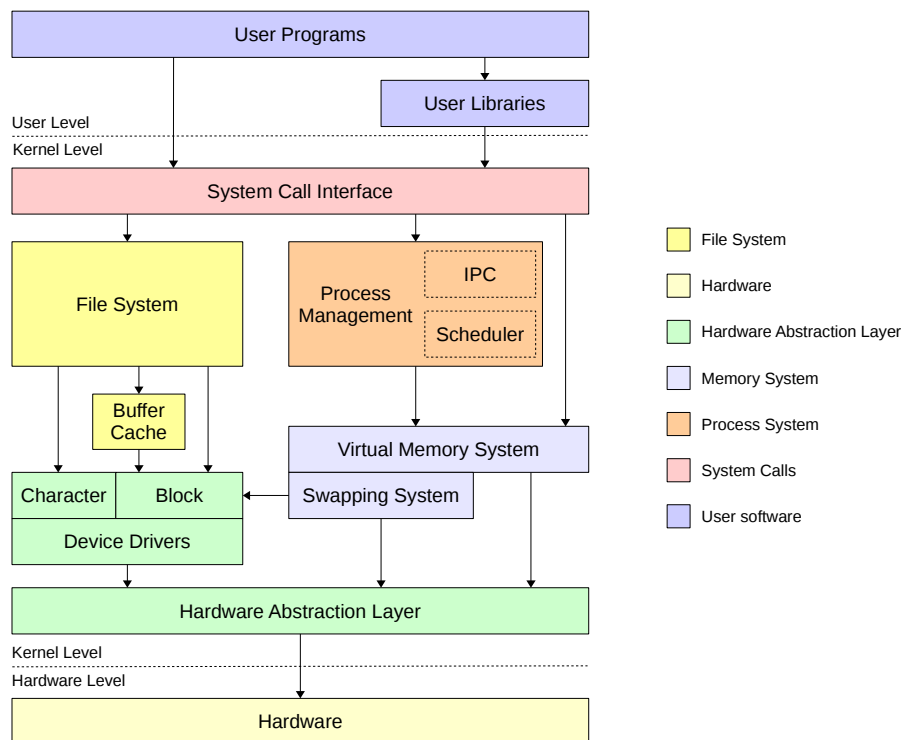 User Programs
User Libraries
User Level
Kernel Level
System Call Interface
File System
Process
Management
IPC
Scheduler
Buffer
Cache
Virtual Memory System
Character
Block
Swapping System
Device Drivers
Hardware Abstraction Layer
Kernel Level
Hardware Level
Hardware
File System
Hardware
Hardware Abstraction Layer
Memory System
Process System
System Calls
User software